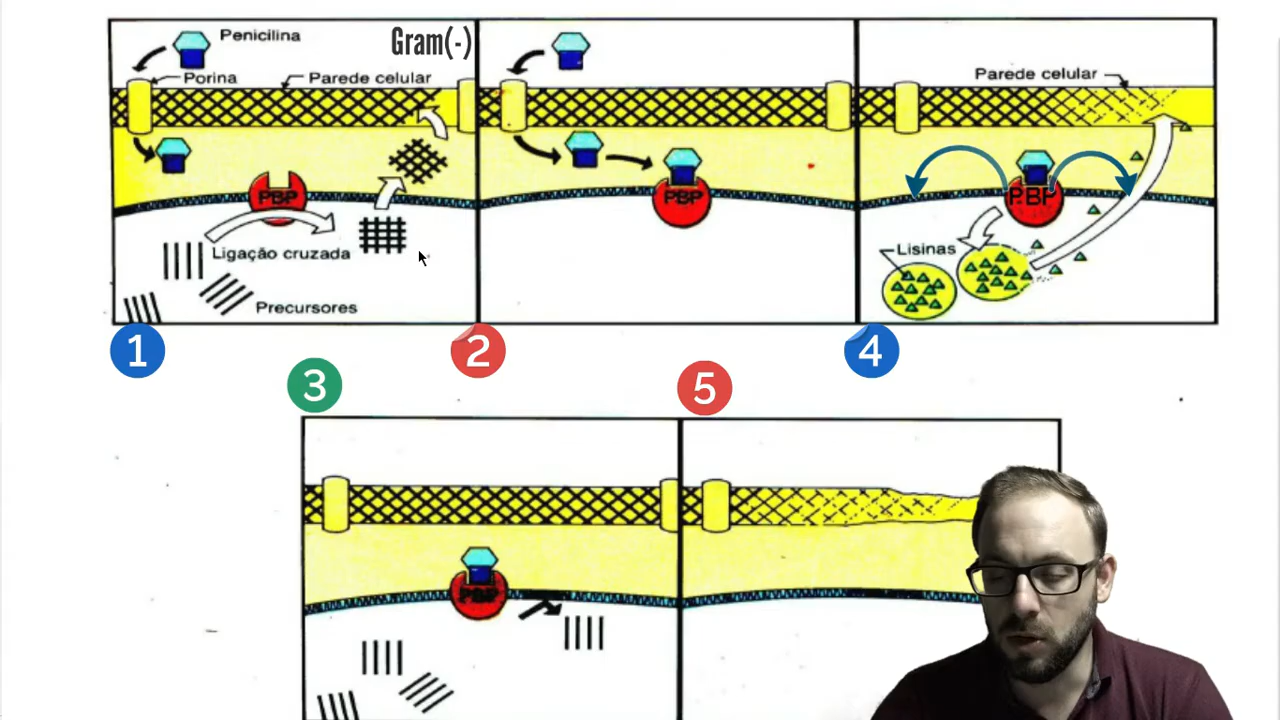 Penicilina
Gram(-)
Porina
Parede celular
PBP
Ligação cruzada
Precursores
PBP
Parede celular
PBP
Lisinas
1
2
4
3
5
PBP